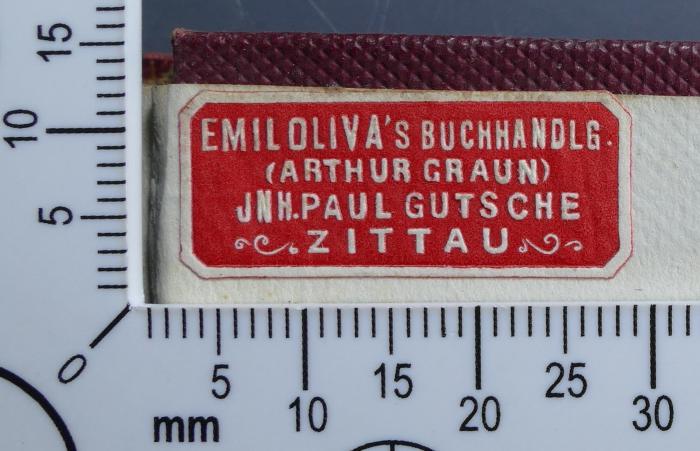 EMIL OLIVA'S BUCHHANDLG.
(ARTHUR GRAUN)
JNH. PAUL GUTSCHE
ZITTAU
15
10
5
0
5 10 15 20 25 30
mm